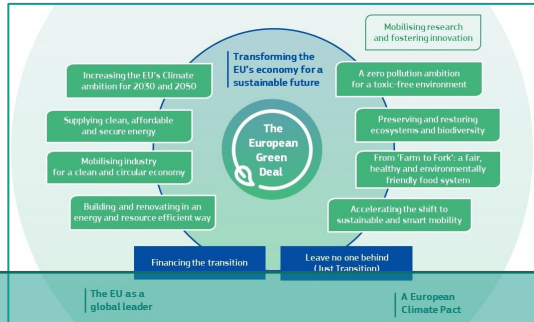 Mobilising research
and fostering innovation
Transforming the
EU's economy for a
sustainable future
Increasing the EU's Climate
ambition for 2030 and 2050
A zero pollution ambition
for a toxic-free environment
Supplying clean, affordable
and secure energy
The
European
Green
Deal
Preserving and restoring
ecosystems and biodiversity
Mobilising industry
for a clean and circular economy
From 'Farm to Fork': a fair,
healthy and environmentally
friendly food system
Building and renovating in an
energy and resource efficient way
Accelerating the shift to
sustainable and smart mobility
Financing the transition
Leave no one behind
(Just Transition)
The EU as a
global leader
A European
Climate Pact